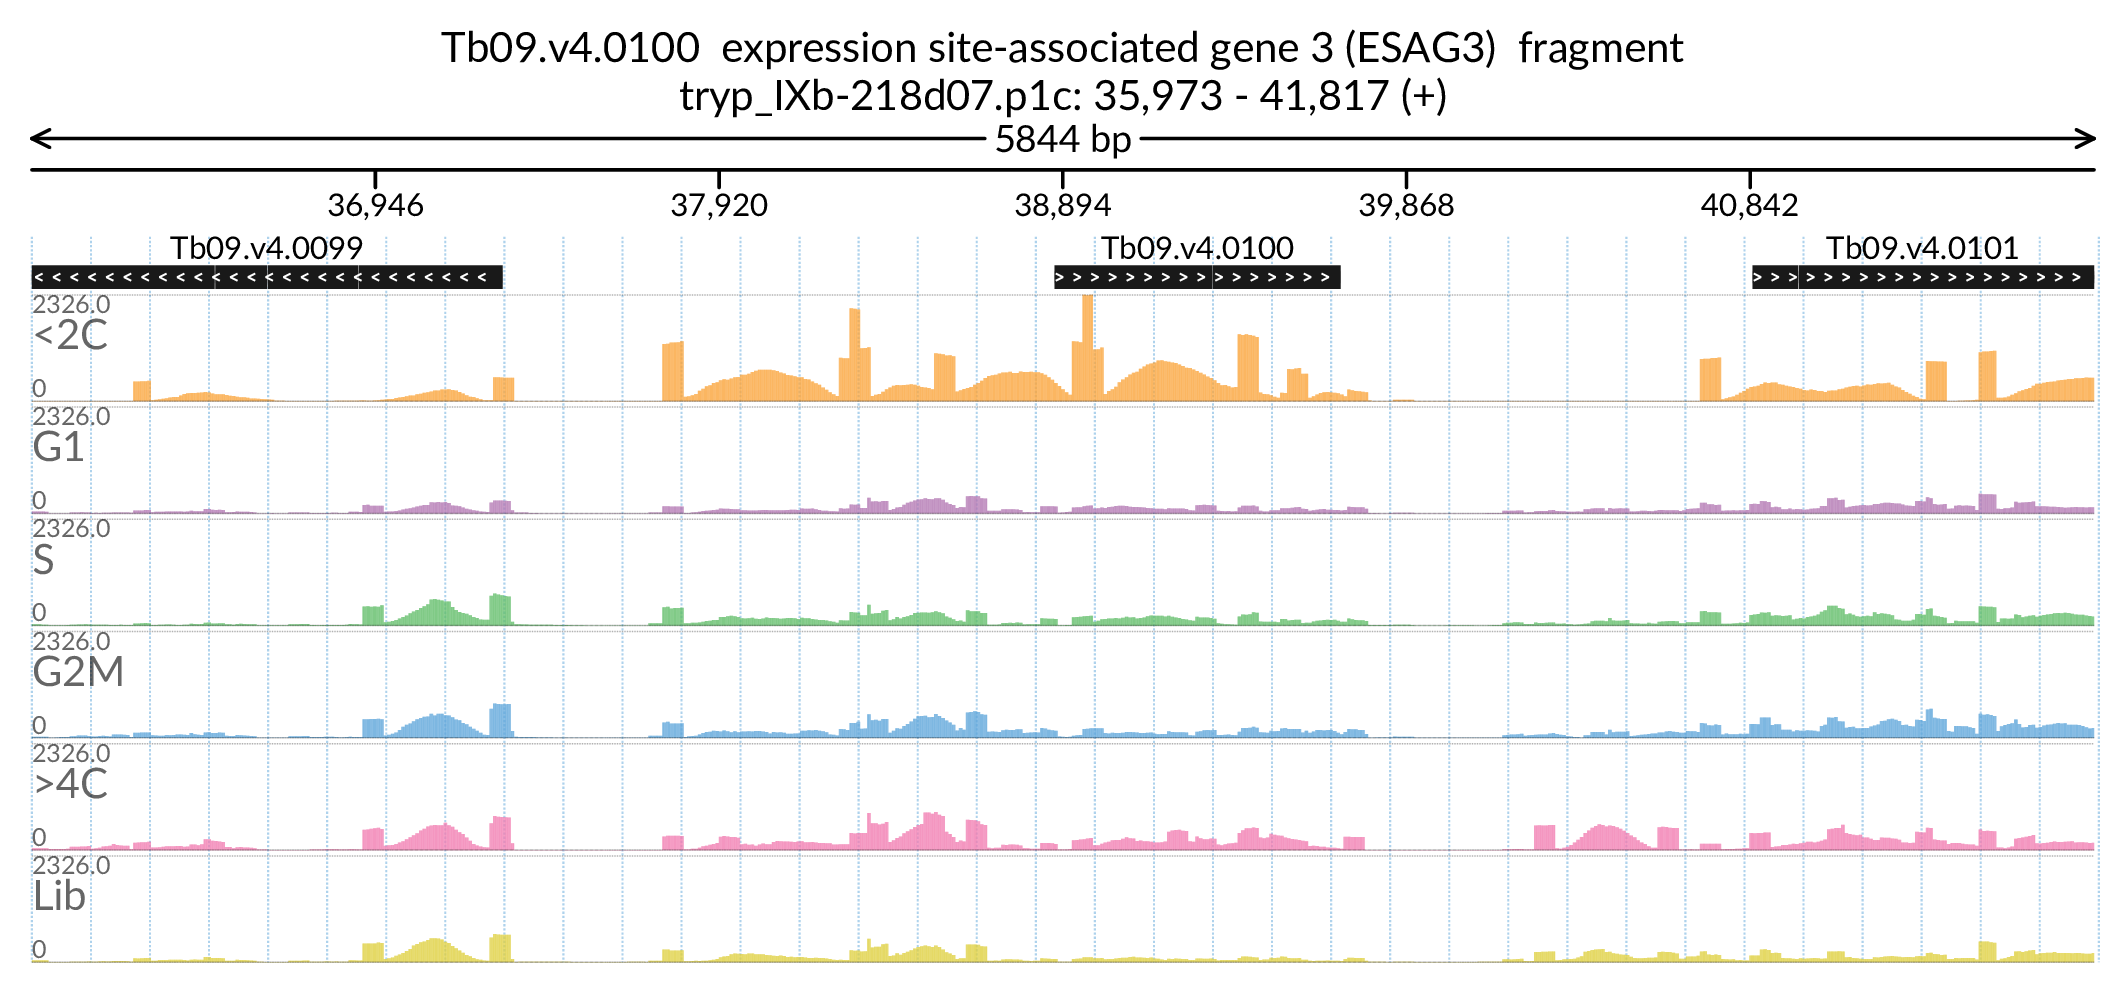 Tb09.v4.0100 expression site-associated gene 3 (ESAG3) fragment
tryp_IXb-218d07.p1c: 35,973 - 41,817 (+)
5844 bp
36,946 37,920 38,894 39,868 40,842
Tb09.v4.0099 Tb09.v4.0100 Tb09.v4.0101
2326.0
<2C
0
2326.0
G1
0
2326.0
S
0
2326.0
G2M
0
2326.0
>4C
0
2326.0
Lib
0